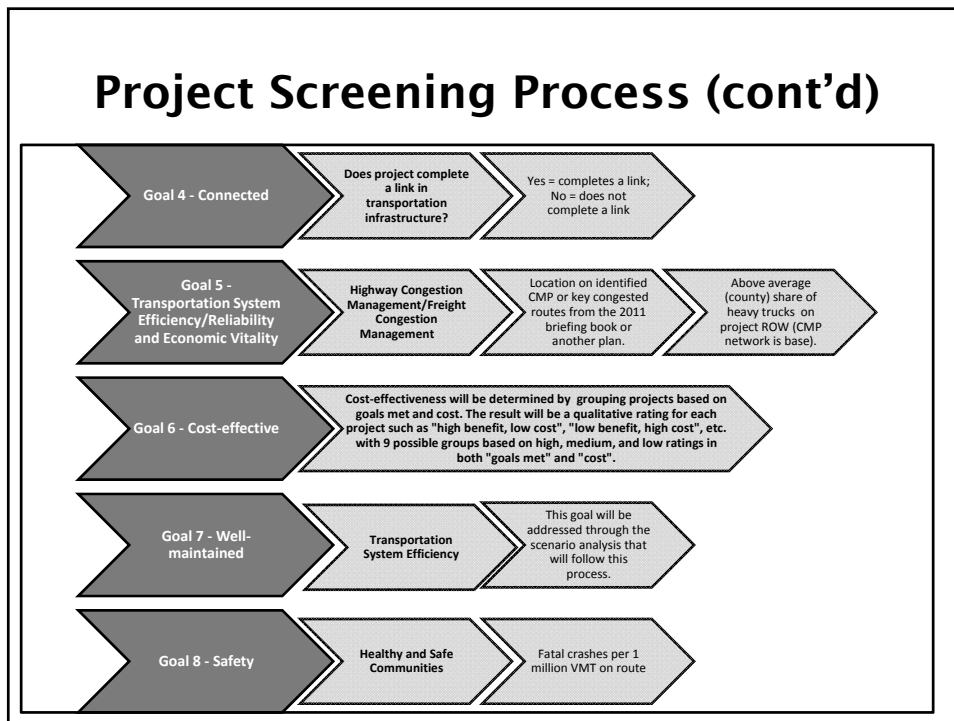 Project Screening Process (cont’d)
Goal 4 - Connected
Does project complete
a link in
transportation
infrastructure?
Yes = completes a link;
No = does not
complete a link
Goal 5 -
Transportation System
Efficiency/Reliability
and Economic Vitality
Highway Congestion
Management/Freight
Congestion
Management
Location on identified
CMP or key congested
routes from the 2011
briefing book or
another plan.
Above average
(county) share of
heavy trucks on
project ROW (CMP
network is base).
Goal 6 - Cost-effective
Cost-effectiveness will be determined by grouping projects based on
goals met and cost. The result will be a qualitative rating for each
project such as "high benefit, low cost", "low benefit, high cost", etc.
with 9 possible groups based on high, medium, and low ratings in
both "goals met" and "cost".
Goal 7 - Well-
maintained
Transportation
System Efficiency
This goal will be
addressed through the
scenario analysis that
will follow this
process.
Goal 8 - Safety
Healthy and Safe
Communities
Fatal crashes per 1
million VMT on route